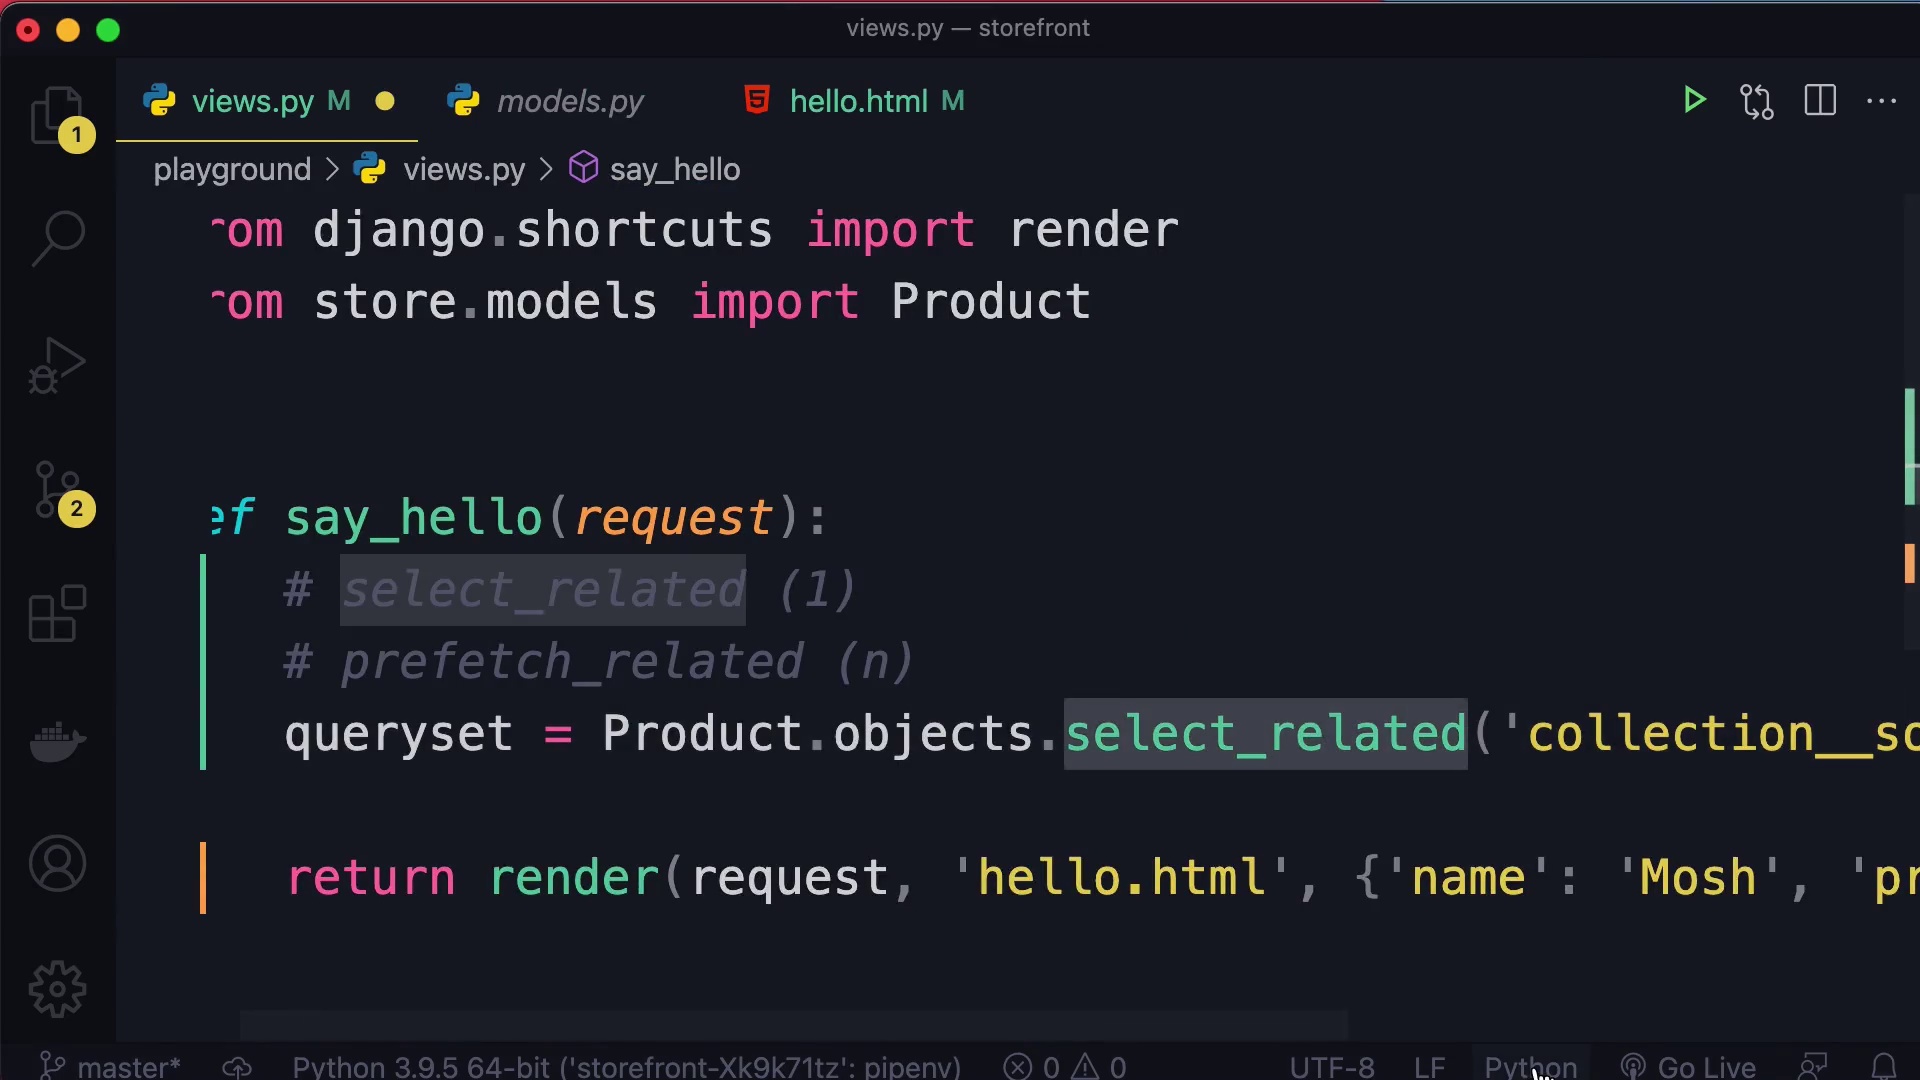 views.py — storefront
views.py M models.py hello.html M
1
playground > views.py > say_hello
rom django.shortcuts import render
rom store.models import Product
ef say_hello(request):
2
# select_related (1)
# prefetch_related (n)
queryset = Product.objects.select_related('collection__so
return render(request, 'hello.html', {'name': 'Mosh', 'pr
master* Python 3.9.5 64-bit ('storefront-Xk9k71tz': pipenv) 0 0 UTF-8 LF Python Go Live